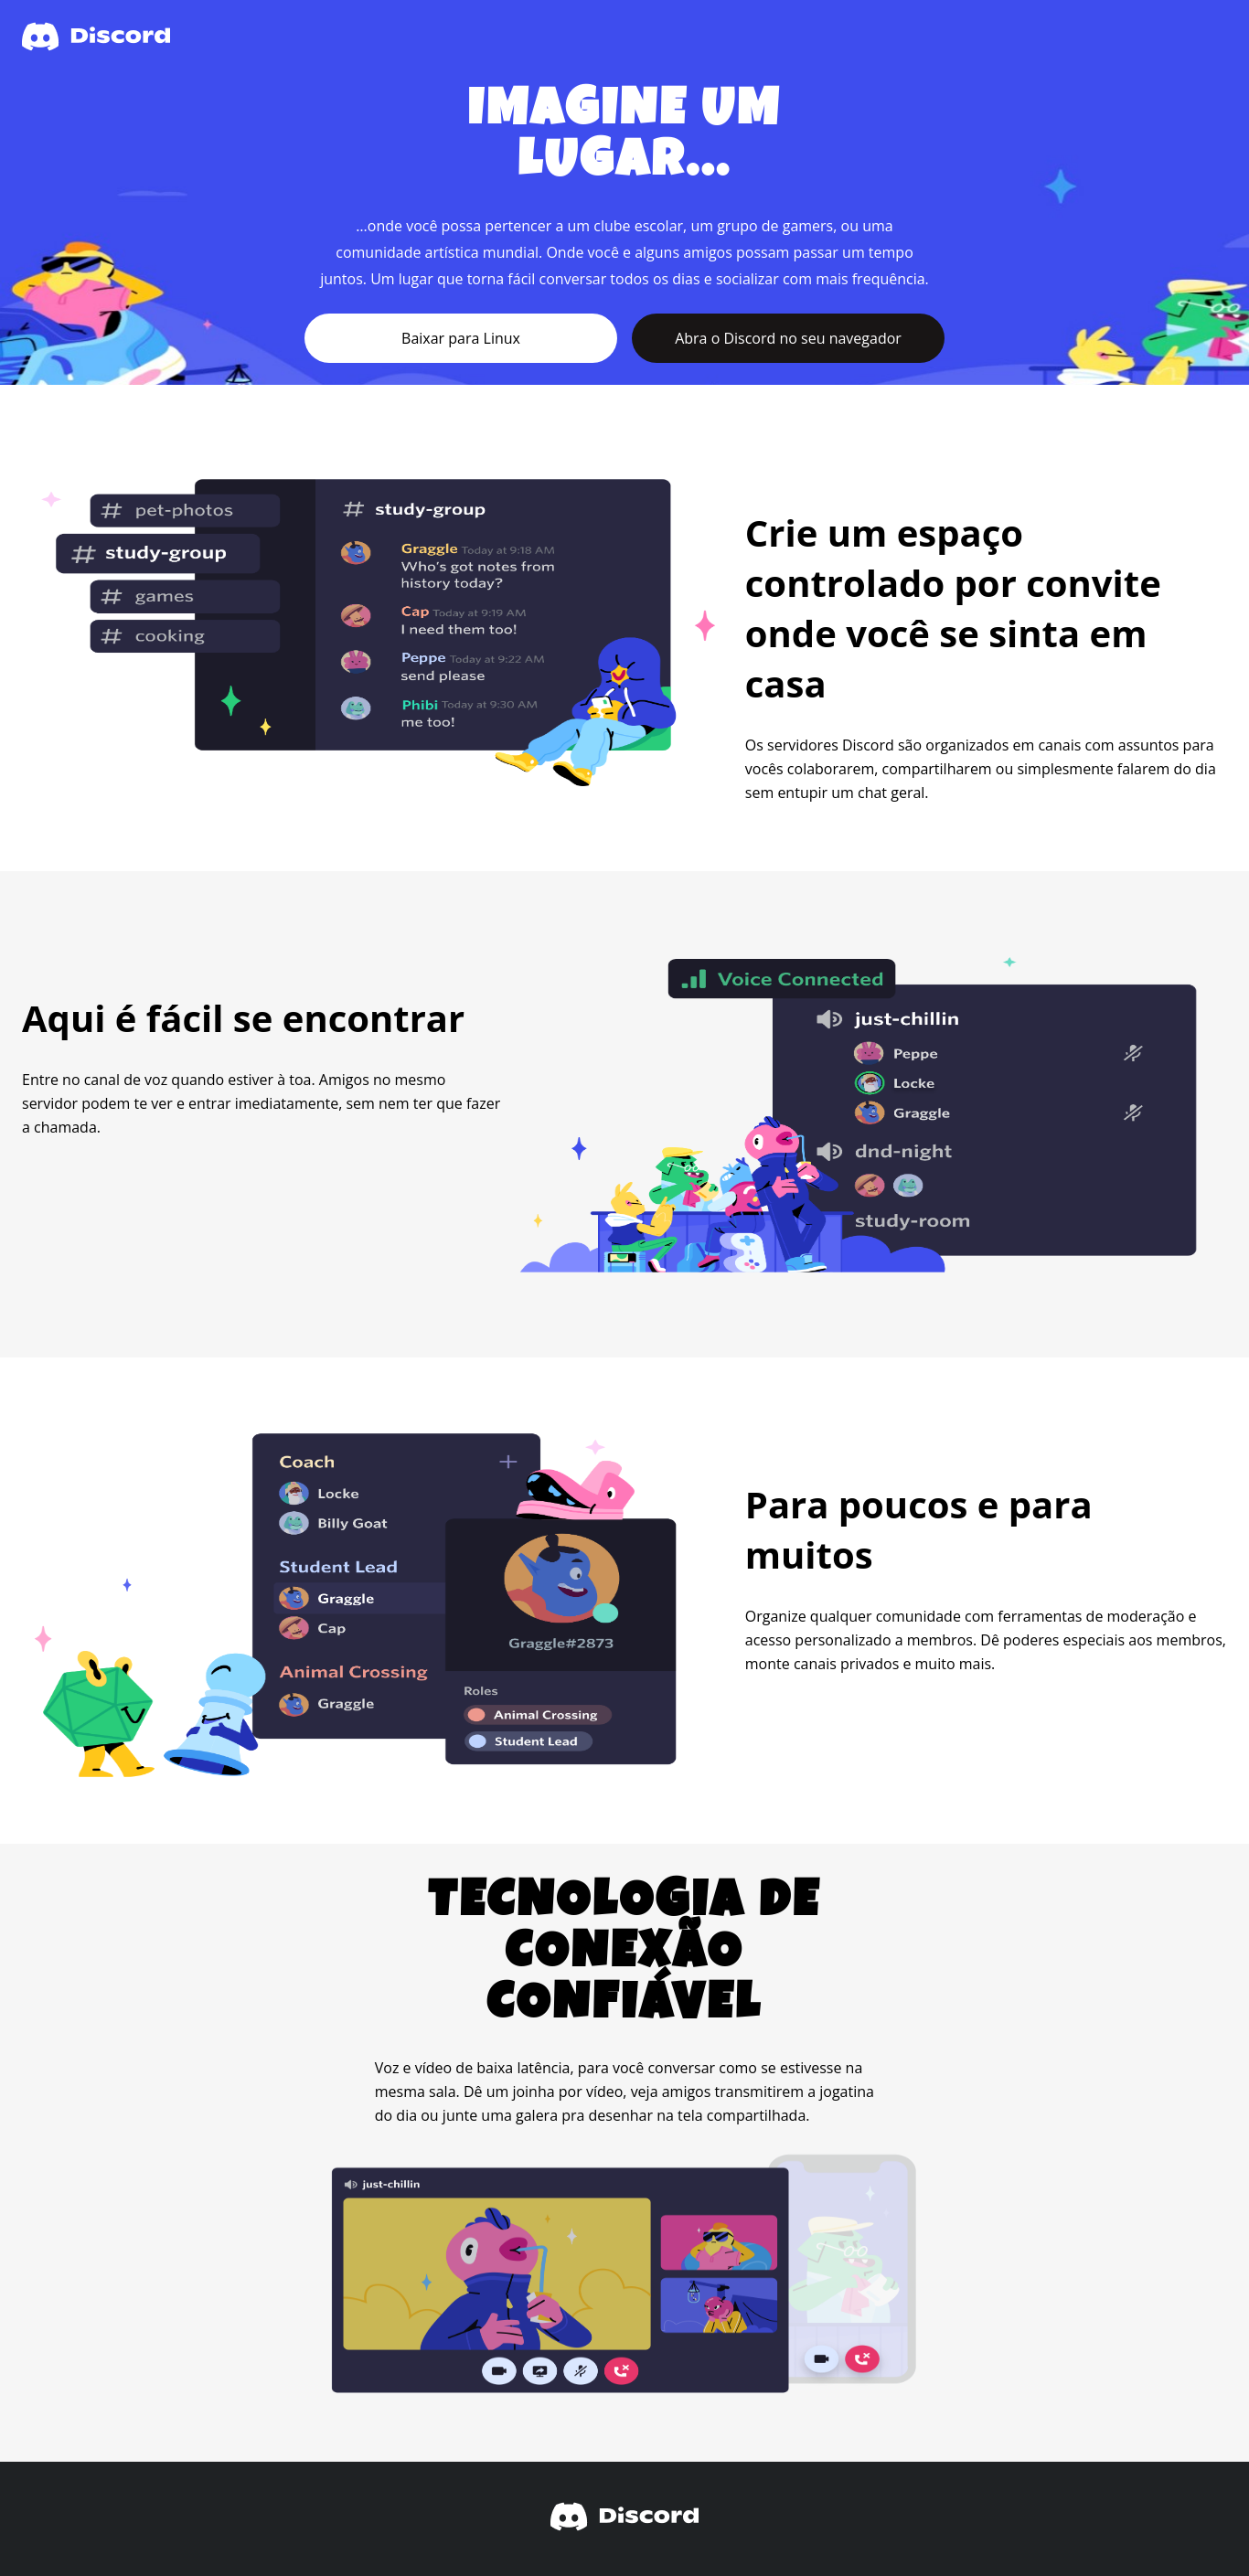 Discord
IMAGINE UM
LUGAR...
...onde você possa pertencer a um clube escolar, um grupo de gamers, ou uma
comunidade artística mundial. Onde você e alguns amigos possam passar um tempo
juntos. Um lugar que torna fácil conversar todos os dias e socializar com mais frequência.
Baixar para Linux
Abra o Discord no seu navegador
# pet-photos
# study-group
# games
# cooking
# study-group
Graggle Today at 9:18 AM
Who's got notes from
history today?
Cap Today at 9:19 AM
I need them too!
Peppe Today at 9:22 AM
send please
Phibi Today at 9:30 AM
me too!
Crie um espaço
controlado por convite
onde você se sinta em
casa
Os servidores Discord são organizados em canais com assuntos para
vocês colaborarem, compartilharem ou simplesmente falarem do dia
sem entupir um chat geral.
Aqui é fácil se encontrar
Entre no canal de voz quando estiver à toa. Amigos no mesmo
servidor podem te ver e entrar imediatamente, sem nem ter que fazer
a chamada.
Voice Connected
just-chillin
Peppe
Locke
Graggle
dnd-night
study-room
Coach
Locke
Billy Goat
Student Lead
Graggle
Cap
Animal Crossing
Graggle
Graggle#2873
Roles
Animal Crossing
Student Lead
Para poucos e para
muitos
Organize qualquer comunidade com ferramentas de moderação e
acesso personalizado a membros. Dê poderes especiais aos membros,
monte canais privados e muito mais.
TECNOLOGIA DE
CONEXÃO
CONFIÁVEL
Voz e vídeo de baixa latência, para você conversar como se estivesse na
mesma sala. Dê um joinha por vídeo, veja amigos transmitirem a jogatina
do dia ou junte uma galera pra desenhar na tela compartilhada.
just-chillin
Discord